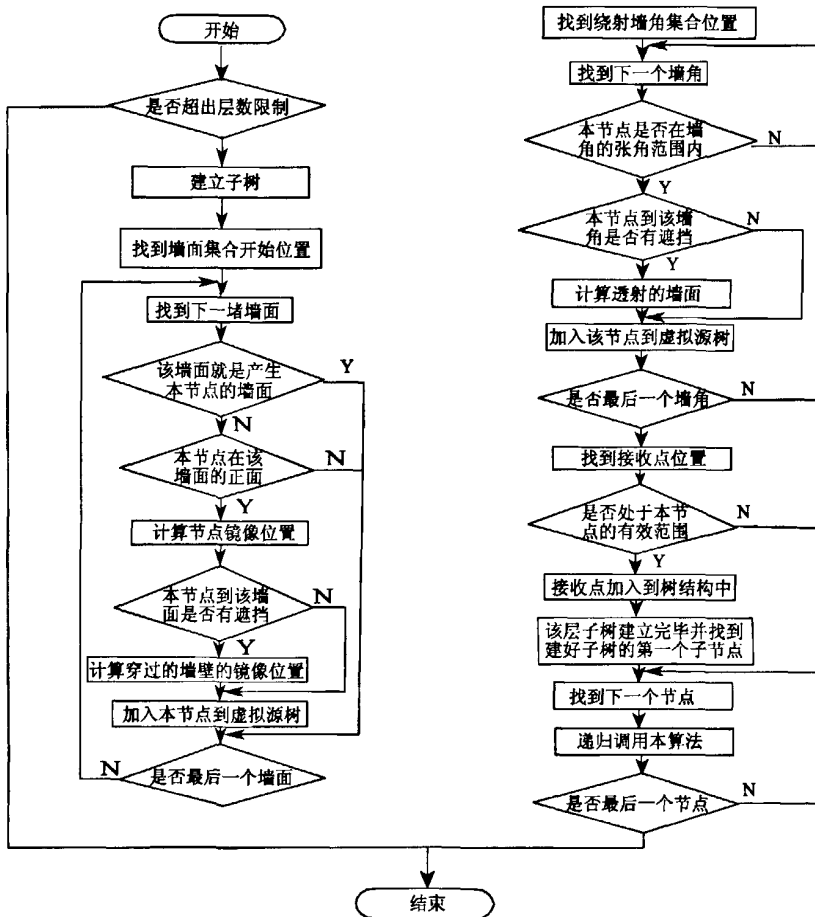 开始
是否超出层数限制
建立子树
找到墙面集合开始位置
找到下一堵墙面
该墙面就是产生
本节点的墙面
Y
N
本节点在该
墙面的正面
N
Y
计算节点镜像位置
本节点到该墙
面是否有遮挡
N
Y
计算穿过的墙壁的镜像位置
加入本节点到虚拟源树
是否最后一个墙面
N
找到绕射墙角集合位置
找到下一个墙角
本节点是否在墙
角的张角范围内
N
Y
本节点到该墙
角是否有遮挡
N
Y
计算透射的墙面
加入该节点到虚拟源树
是否最后一个墙角
N
找到接收点位置
是否处于本节
点的有效范围
N
Y
接收点加入到树结构中
该层子树建立完毕并找到
建好子树的第一个子节点
找到下一个节点
递归调用本算法
是否最后一个节点
N
结束